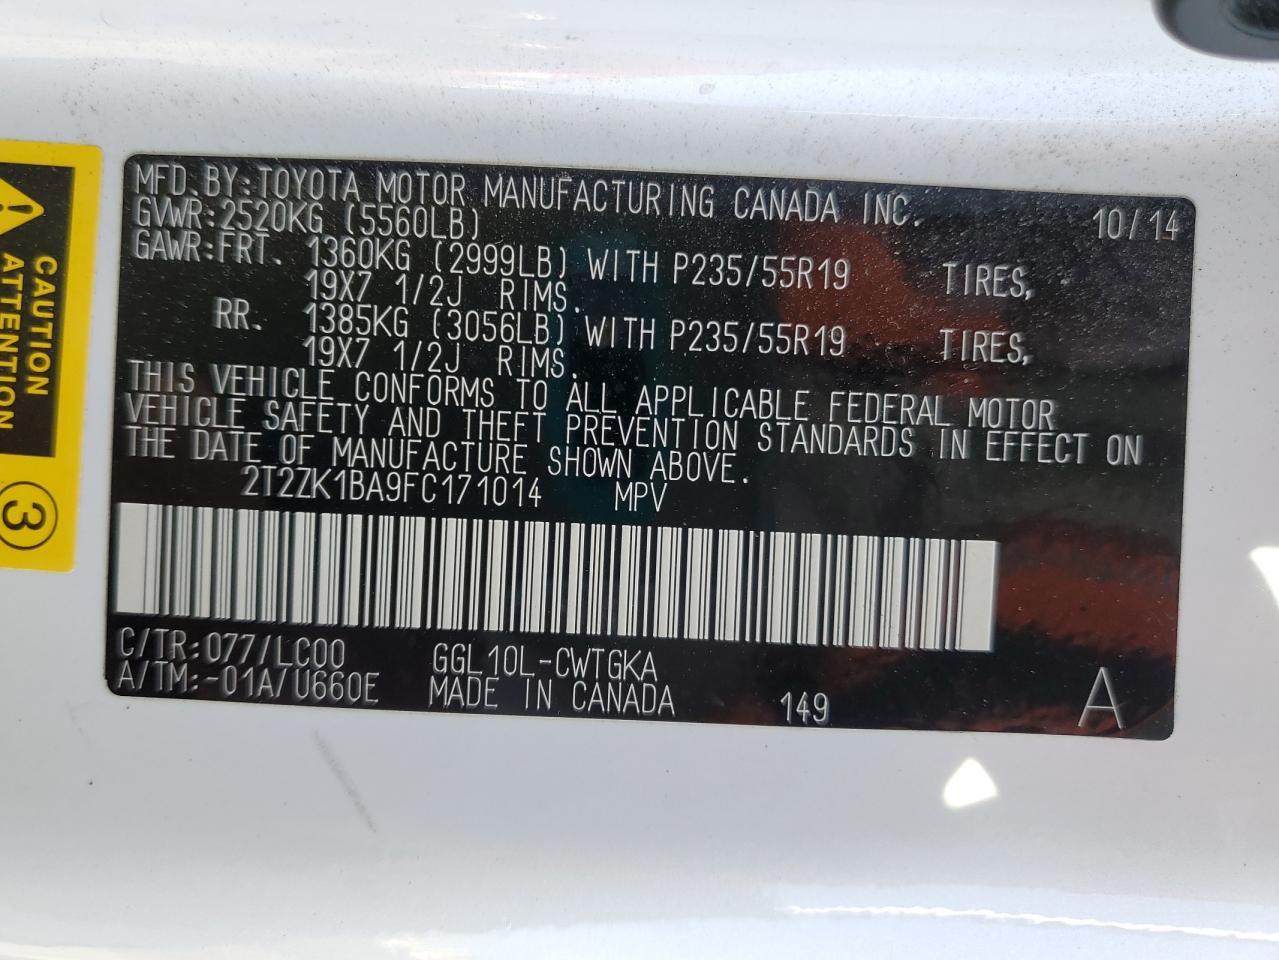 MFD.BY:TOYOTA MOTOR MANUFACTURING CANADA INC. 10/14
GVWR:2520KG (5560LB)
GAWR:FRT. 1360KG (2999LB) WITH P235/55R19 TIRES,
19X7 1/2J RIMS.
RR. 1385KG (3056LB) WITH P235/55R19 TIRES,
19X7 1/2J RIMS.
THIS VEHICLE CONFORMS TO ALL APPLICABLE FEDERAL MOTOR
VEHICLE SAFETY AND THEFT PREVENTION STANDARDS IN EFFECT ON
THE DATE OF MANUFACTURE SHOWN ABOVE.
2T2ZK1BA9FC171014 MPV
C/TR:077/LC00 GGL10L-CWTGKA
A/TM:-01A/U660E MADE IN CANADA 149 A
CAUTION
ATTENTION
3